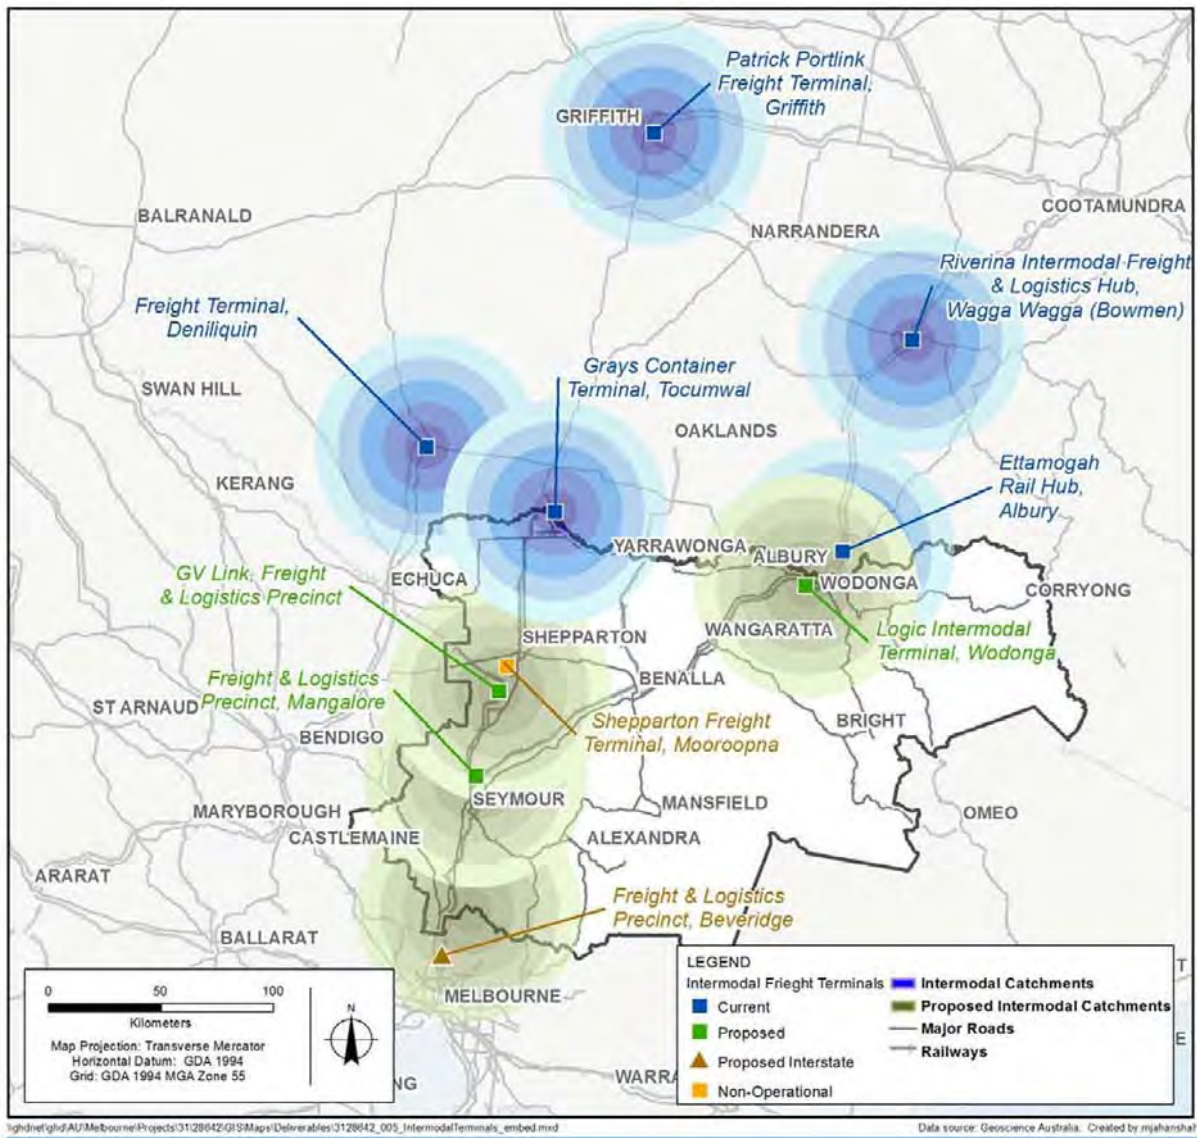 Patrick Portlink
Freight Terminal,
Griffith
GRIFFITH
BALRANALD
COOTAMUNDRA
NARRANDERA
Riverina Intermodal Freight
& Logistics Hub,
Wagga Wagga (Bowmen)
Freight Terminal,
Deniliquin
Grays Container
Terminal, Tocumwal
SWAN HILL
OAKLANDS
Ettamogah
Rail Hub,
Albury
KERANG
YARRAWONGA
ALBURY
GV Link, Freight
& Logistics Precinct
ECHUCA
WODONGA
CORRYONG
SHEPPARTON
WANGARATTA
Logic Intermodal
Terminal, Wodonga
Freight & Logistics
Precinct, Mangalore
BENALLA
ST ARNAUD
Shepparton Freight
Terminal, Mooroopna
BRIGHT
BENDIGO
SEYMOUR
MANSFIELD
MARYBOROUGH
OMEO
CASTLEMAINE
ALEXANDRA
ARARAT
Freight & Logistics
Precinct, Beveridge
BALLARAT
MELBOURNE
WARRA
NG
T
E
0 50 100
Kilometers
Map Projection: Transverse Mercator
Horizontal Datum: GDA 1994
Grid: GDA 1994 MGA Zone 55
N
LEGEND
Intermodal Frieght Terminals
Current
Proposed
Proposed Interstate
Non-Operational
Intermodal Catchments
Proposed Intermodal Catchments
Major Roads
Railways
Data source: Geoscience Australia. Created by mjahanshahi